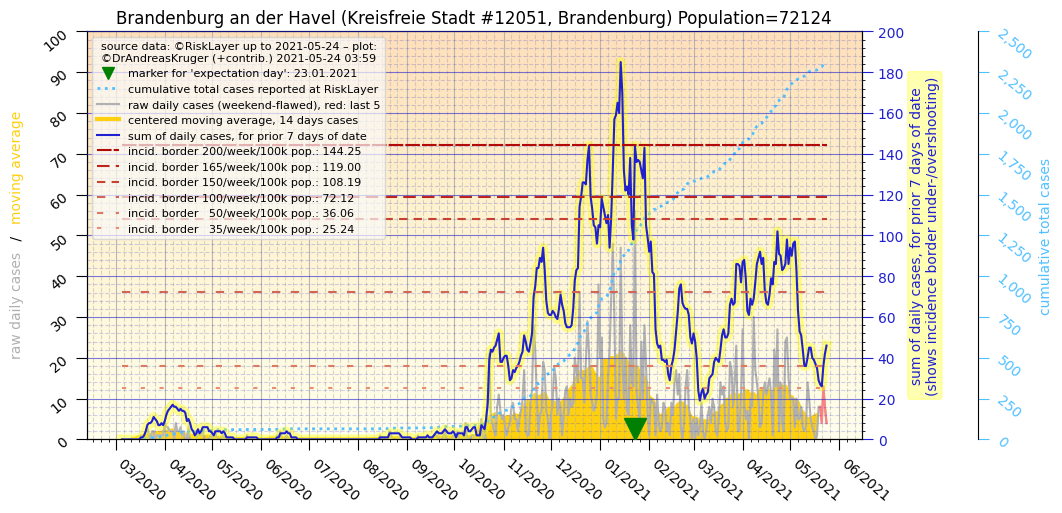 Brandenburg an der Havel (Kreisfreie Stadt #12051, Brandenburg) Population=72124
source data: ©RiskLayer up to 2021-05-24 – plot:
©DrAndreasKruger (+contrib.) 2021-05-24 03:59
marker for 'expectation day': 23.01.2021
cumulative total cases reported at RiskLayer
raw daily cases (weekend-flawed), red: last 5
centered moving average, 14 days cases
sum of daily cases, for prior 7 days of date
incid. border 200/week/100k pop.: 144.25
incid. border 165/week/100k pop.: 119.00
incid. border 150/week/100k pop.: 108.19
incid. border 100/week/100k pop.: 72.12
incid. border   50/week/100k pop.: 36.06
incid. border   35/week/100k pop.: 25.24
raw daily cases   /   moving average
100
90
80
70
60
50
40
30
20
10
0
03/2020
04/2020
05/2020
06/2020
07/2020
08/2020
09/2020
10/2020
11/2020
12/2020
01/2021
02/2021
03/2021
04/2021
05/2021
06/2021
200
180
160
140
120
100
80
60
40
20
0
sum of daily cases, for prior 7 days of date
(shows incidence border under-/overshooting)
2,500
2,250
2,000
1,750
1,500
1,250
1,000
750
500
250
0
cumulative total cases